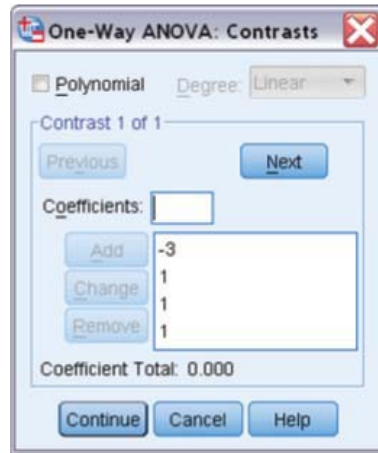 One-Way ANOVA: Contrasts
Polynomial Degree: Linear
Contrast 1 of 1
Previous Next
Coefficients:
Add
Change
Remove
-3
1
1
1
Coefficient Total: 0.000
Continue Cancel Help